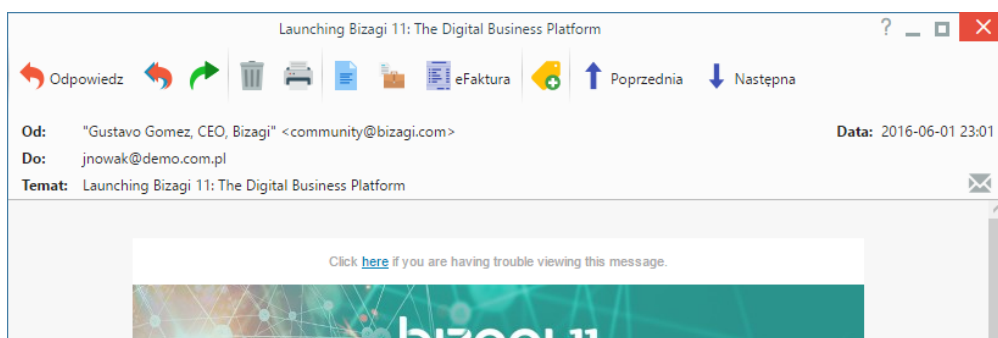 Launching Bizagi 11: The Digital Business Platform
Odpowiedz eFaktura Poprzednia Następna
Od: "Gustavo Gomez, CEO, Bizagi" <community@bizagi.com> Data: 2016-06-01 23:01
Do: jnowak@demo.com.pl
Temat: Launching Bizagi 11: The Digital Business Platform
Click here if you are having trouble viewing this message.
bizagi 11